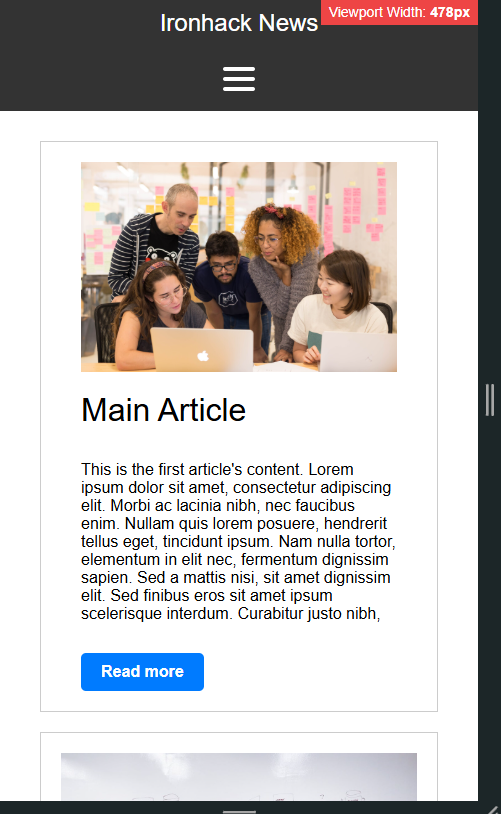 Ironhack News
Viewport Width: 478px
Main Article
This is the first article's content. Lorem
ipsum dolor sit amet, consectetur adipiscing
elit. Morbi ac lacinia nibh, nec faucibus
enim. Nullam quis lorem posuere, hendrerit
tellus eget, tincidunt ipsum. Nam nulla tortor,
elementum in elit nec, fermentum dignissim
sapien. Sed a mattis nisi, sit amet dignissim
elit. Sed finibus eros sit amet ipsum
scelerisque interdum. Curabitur justo nibh,
Read more